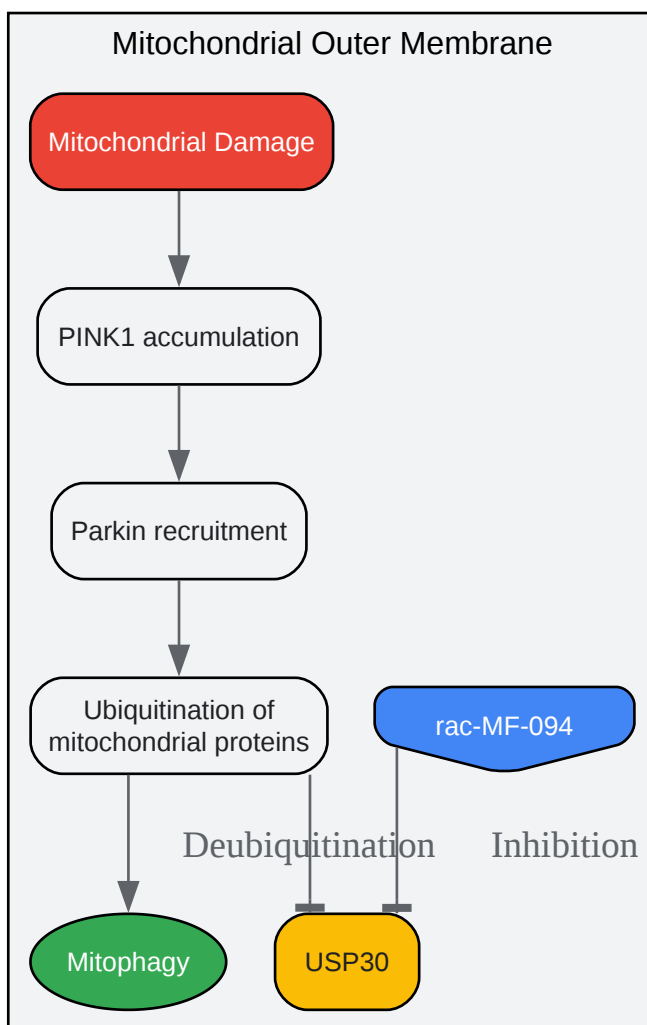 Mitochondrial Outer Membrane
Mitochondrial Damage
PINK1 accumulation
Parkin recruitment
Ubiquitination of
mitochondrial proteins
rac-MF-094
Deubiquitination
Inhibition
Mitophagy
USP30